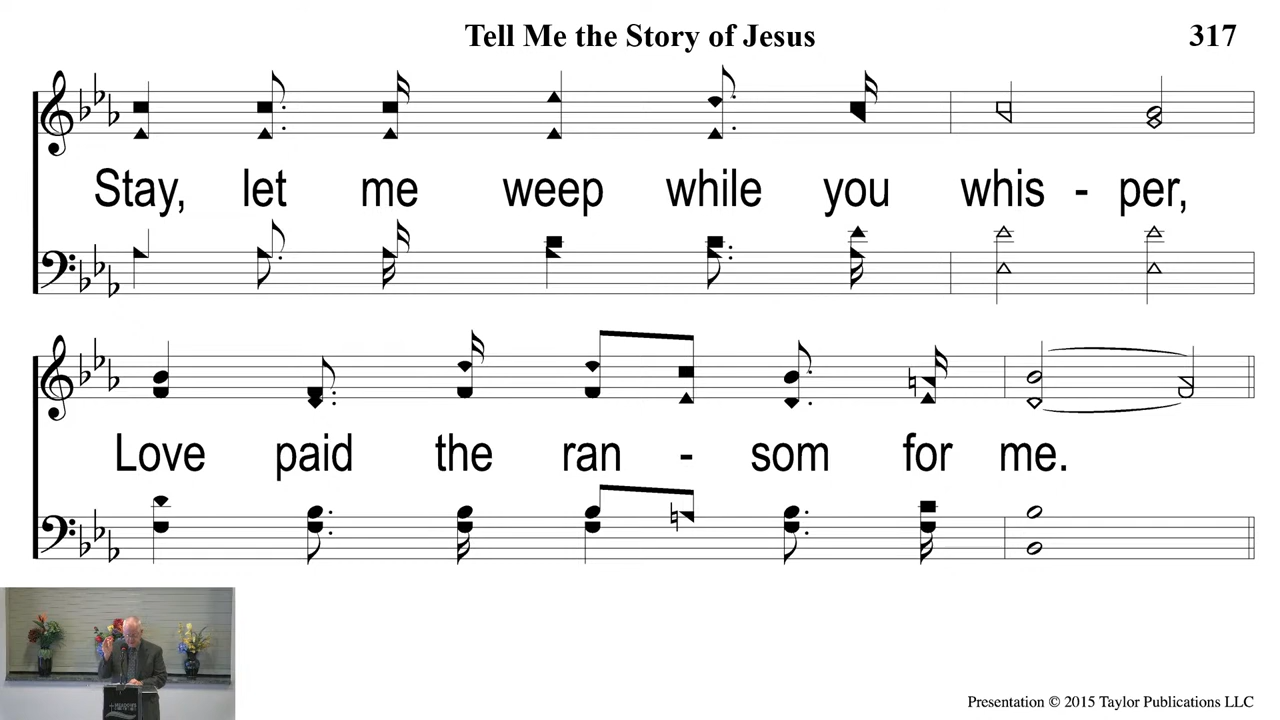 Tell Me the Story of Jesus 317
Stay, let me weep while you whis - per,
Love paid the ran - som for me.
Presentation © 2015 Taylor Publications LLC